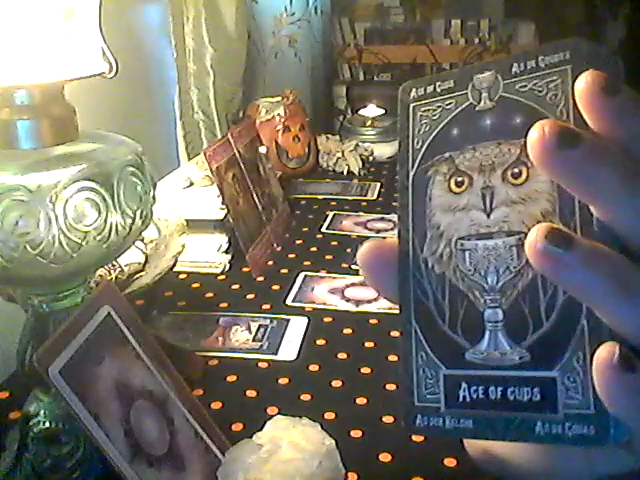 Ace of Cups
As de Coupes
Ace of cups
As der Kelche
As de Copas